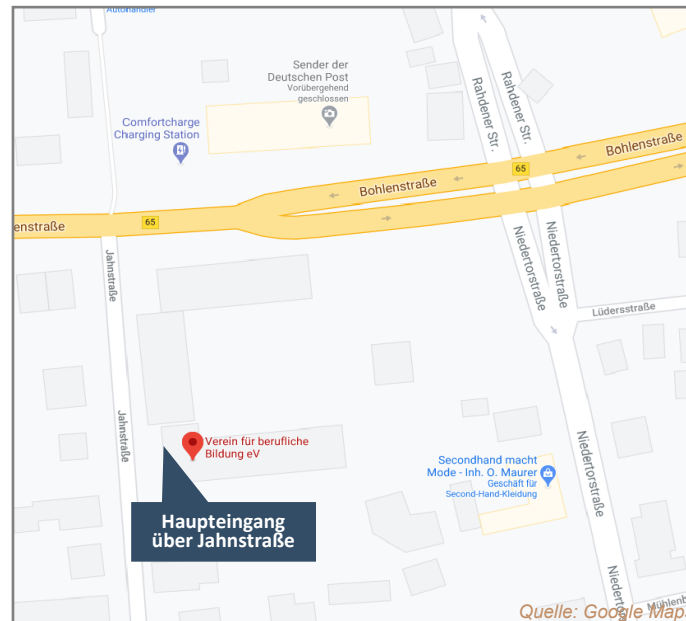 Autohändler
Sender der
Deutschen Post
Vorübergehend
geschlossen
Comfortcharge
Charging Station
Rahdener Str.
Rahdener Str.
Bohlenstraße
65
Bohlenstraße
enstraße
65
Jahnstraße
Niedertorstraße
Niedertorstraße
Lüdersstraße
Jahnstraße
Verein für berufliche
Bildung eV
Secondhand macht
Mode - Inh. O. Maurer
Geschäft für
Second-Hand-Kleidung
Niedertorstraße
Haupteingang
über Jahnstraße
Niederto
Mühlenb
Quelle: Google Maps